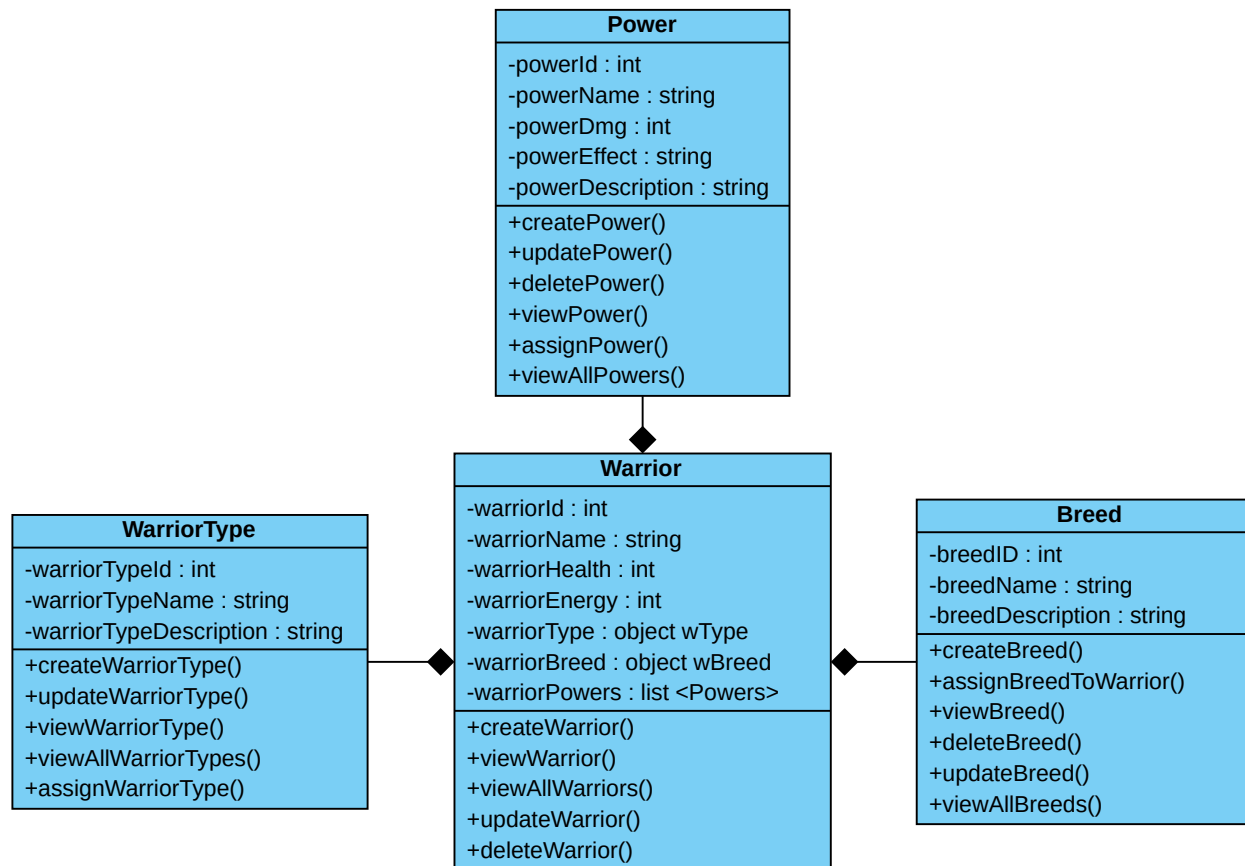 Power
-powerId : int
-powerName : string
-powerDmg : int
-powerEffect : string
-powerDescription : string
+createPower()
+updatePower()
+deletePower()
+viewPower()
+assignPower()
+viewAllPowers()
WarriorType
-warriorTypeId : int
-warriorTypeName : string
-warriorTypeDescription : string
+createWarriorType()
+updateWarriorType()
+viewWarriorType()
+viewAllWarriorTypes()
+assignWarriorType()
Warrior
-warriorId : int
-warriorName : string
-warriorHealth : int
-warriorEnergy : int
-warriorType : object wType
-warriorBreed : object wBreed
-warriorPowers : list <Powers>
+createWarrior()
+viewWarrior()
+viewAllWarriors()
+updateWarrior()
+deleteWarrior()
Breed
-breedID : int
-breedName : string
-breedDescription : string
+createBreed()
+assignBreedToWarrior()
+viewBreed()
+deleteBreed()
+updateBreed()
+viewAllBreeds()